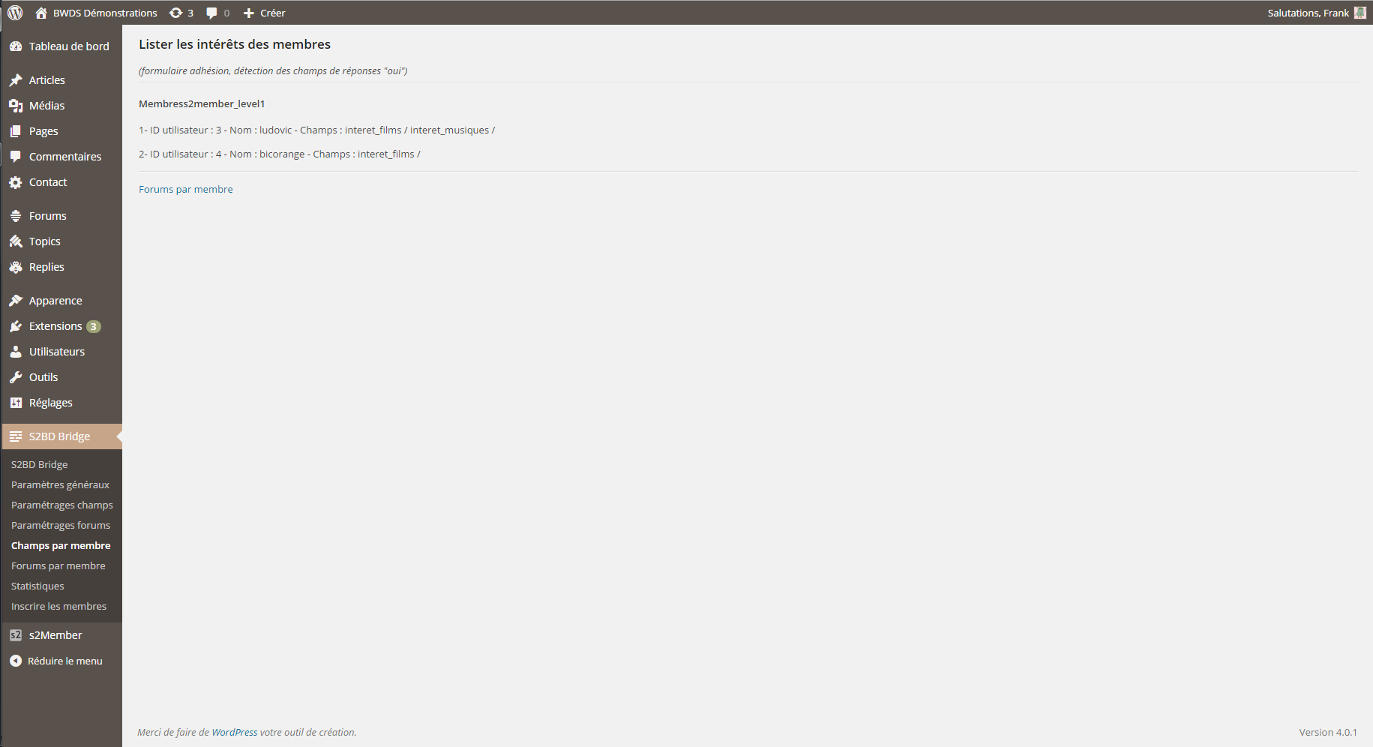 BWDS Démonstrations 3 0 Créer Salutations, Frank
Tableau de bord
Articles
Médias
Pages
Commentaires
Contact
Forums
Topics
Replies
Apparence
Extensions 3
Utilisateurs
Outils
Réglages
S2BD Bridge
S2BD Bridge
Paramètres généraux
Paramétrages champs
Paramétrages forums
Champs par membre
Forums par membre
Statistiques
Inscrire les membres
s2 s2Member
Réduire le menu
Lister les intérêts des membres
(formulaire adhésion, détection des champs de réponses "oui")
Membress2member_level1
1- ID utilisateur : 3 - Nom : ludovic - Champs : interet_films / interet_musiques /
2- ID utilisateur : 4 - Nom : bicorange - Champs : interet_films /
Forums par membre
Merci de faire de WordPress votre outil de création.
Version 4.0.1